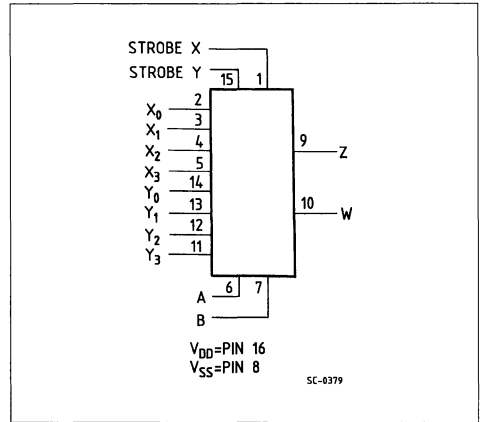 STROBE X
STROBE Y
15 1
X0 2
X1 3
X2 4
X3 5
Y0 14
Y1 13
Y2 12
Y3 11
9 Z
10 W
A 6 7
B
VDD=PIN 16
VSS=PIN 8
SC-0379